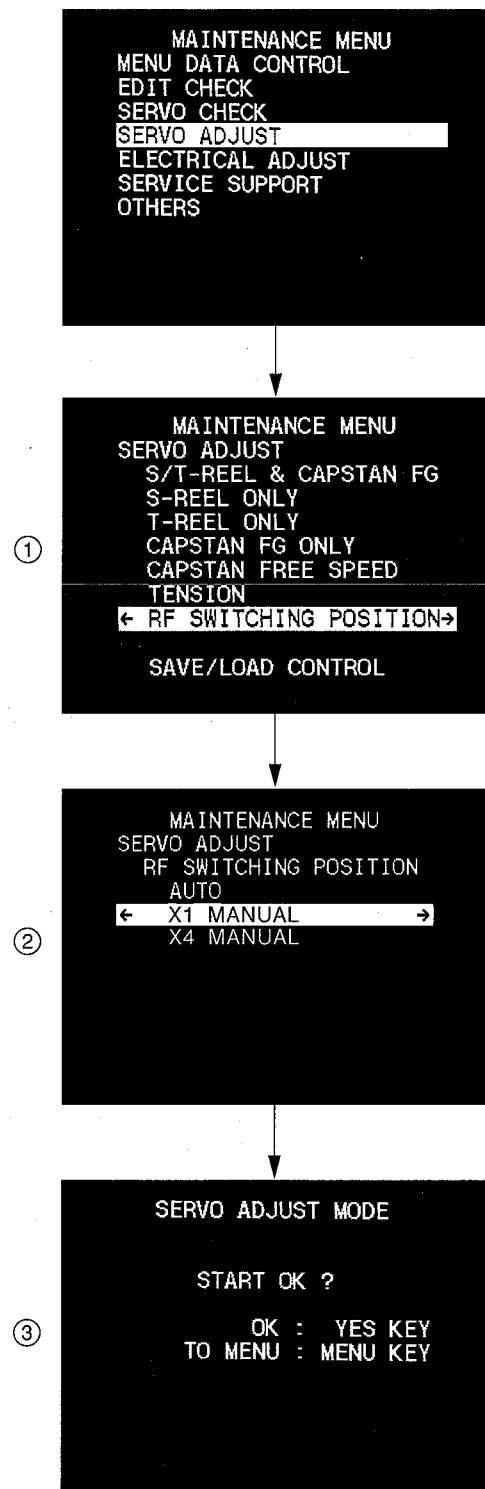 MAINTENANCE MENU
MENU DATA CONTROL
EDIT CHECK
SERVO CHECK
SERVO ADJUST
ELECTRICAL ADJUST
SERVICE SUPPORT
OTHERS
MAINTENANCE MENU
SERVO ADJUST
S/T-REEL & CAPSTAN FG
S-REEL ONLY
T-REEL ONLY
①
CAPSTAN FG ONLY
CAPSTAN FREE SPEED
TENSION
← RF SWITCHING POSITION→
SAVE/LOAD CONTROL
MAINTENANCE MENU
SERVO ADJUST
RF SWITCHING POSITION
AUTO
← X1 MANUAL →
②
X4 MANUAL
SERVO ADJUST MODE
START OK ?
③
OK : YES KEY
TO MENU : MENU KEY